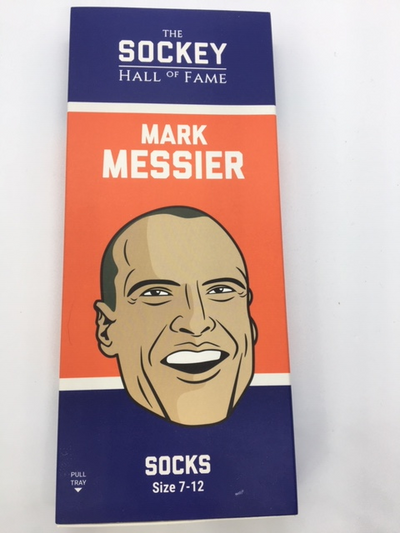 THE
SOCKEY
HALL OF FAME
MARK
MESSIER
SOCKS
Size 7-12
PULL
TRAY